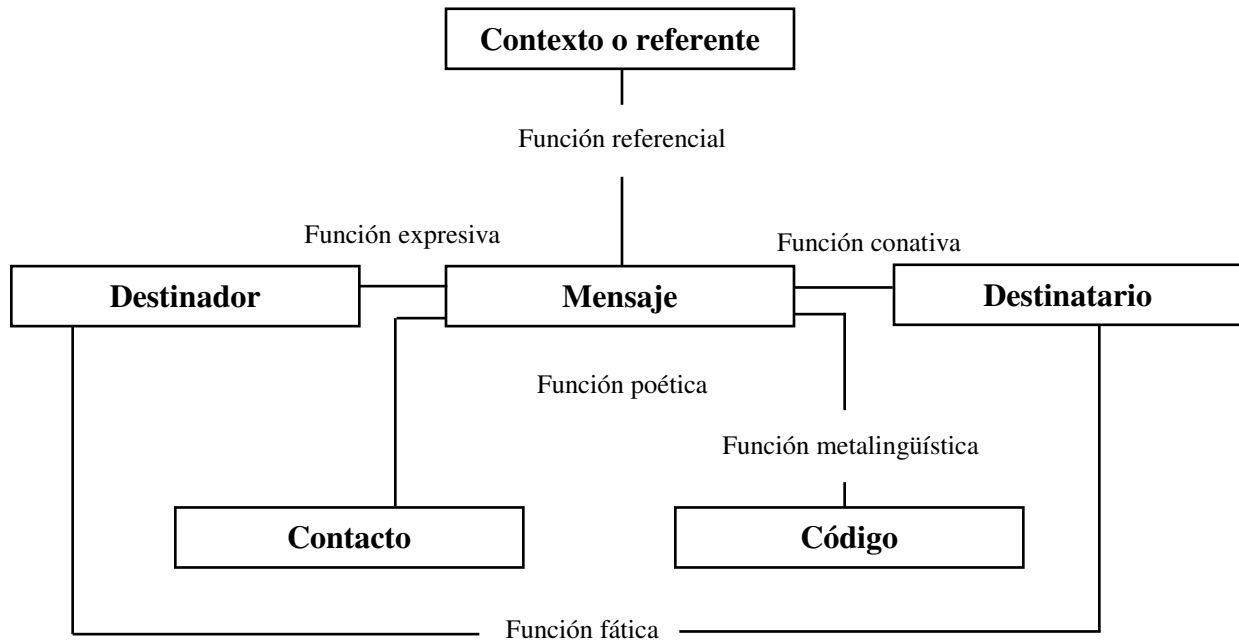 Contexto o referente
Función referencial
Función expresiva
Función conativa
Destinador
Mensaje
Destinatario
Función poética
Función metalingüística
Contacto
Código
Función fática